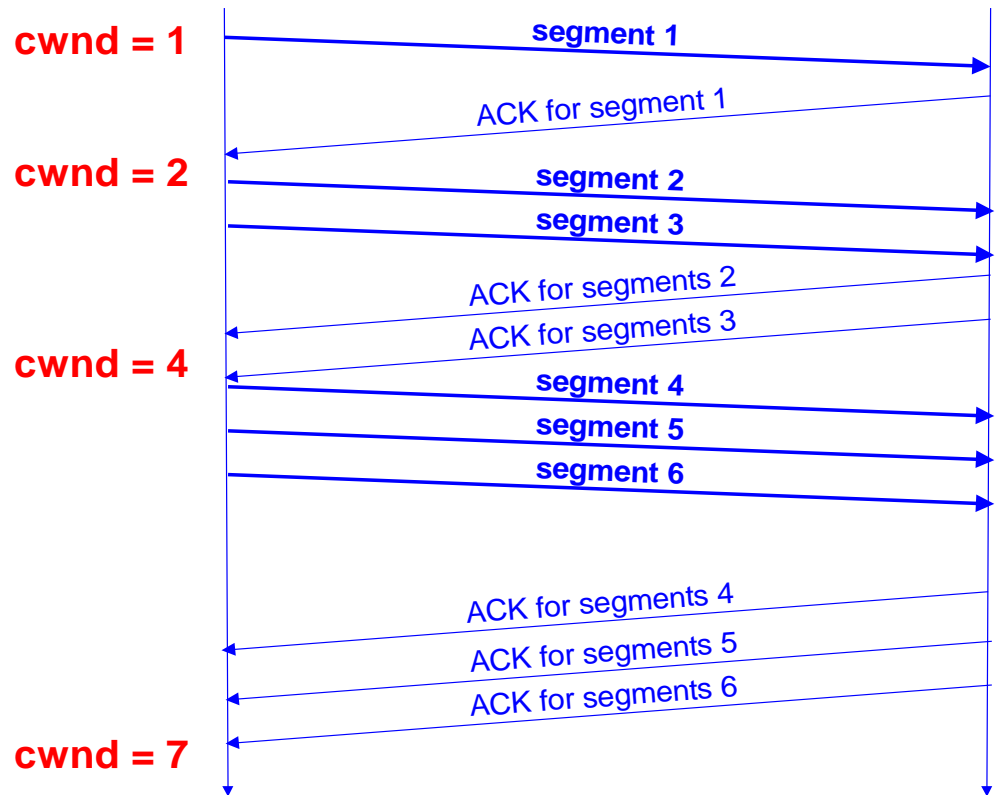 cwnd = 1
segment 1
ACK for segment 1
cwnd = 2
segment 2
segment 3
ACK for segments 2
ACK for segments 3
cwnd = 4
segment 4
segment 5
segment 6
ACK for segments 4
ACK for segments 5
ACK for segments 6
cwnd = 7